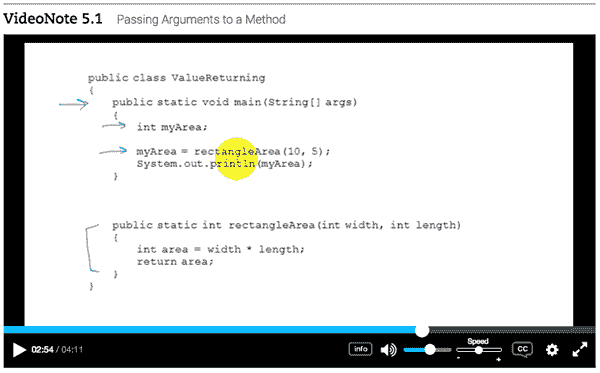 VideoNote 5.1 Passing Arguments to a Method
public class ValueReturning
{
public static void main(String[] args)
{
int myArea;
myArea = rectangleArea(10, 5);
System.out.println(myArea);
}
public static int rectangleArea(int width, int length)
{
int area = width * length;
return area;
}
}
Speed
02:54 / 04:11 info - + CC